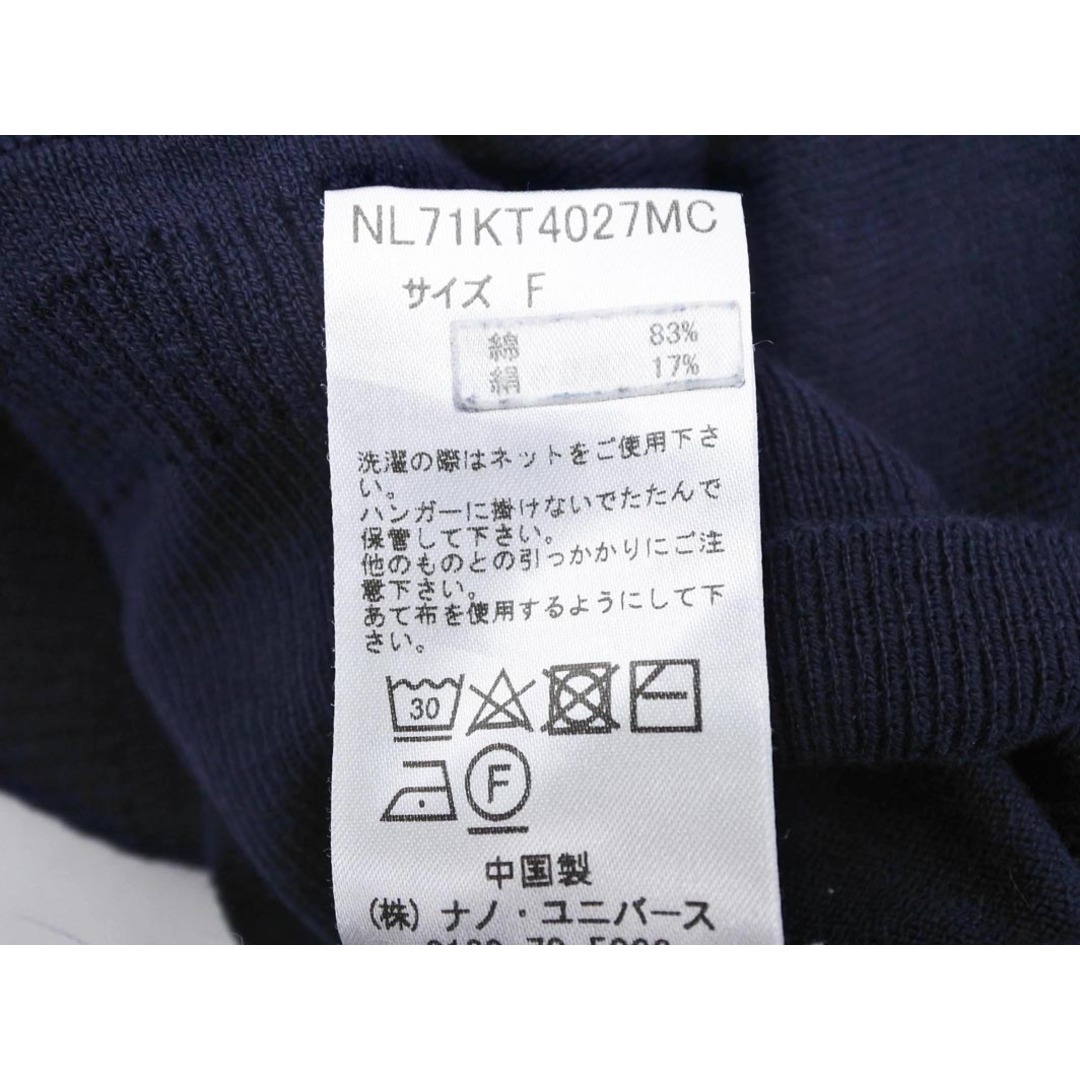 NL71KT4027MC
サイズ F
綿 83%
絹 17%
洗濯の際はネットをご使用下さ
い。
ハンガーに掛けないでたたんで
保管して下さい。
他のものとの引っかかりにご注
意下さい。
あて布を使用するようにして下
さい。
30
F
中国製
(株)ナノ・ユニバース